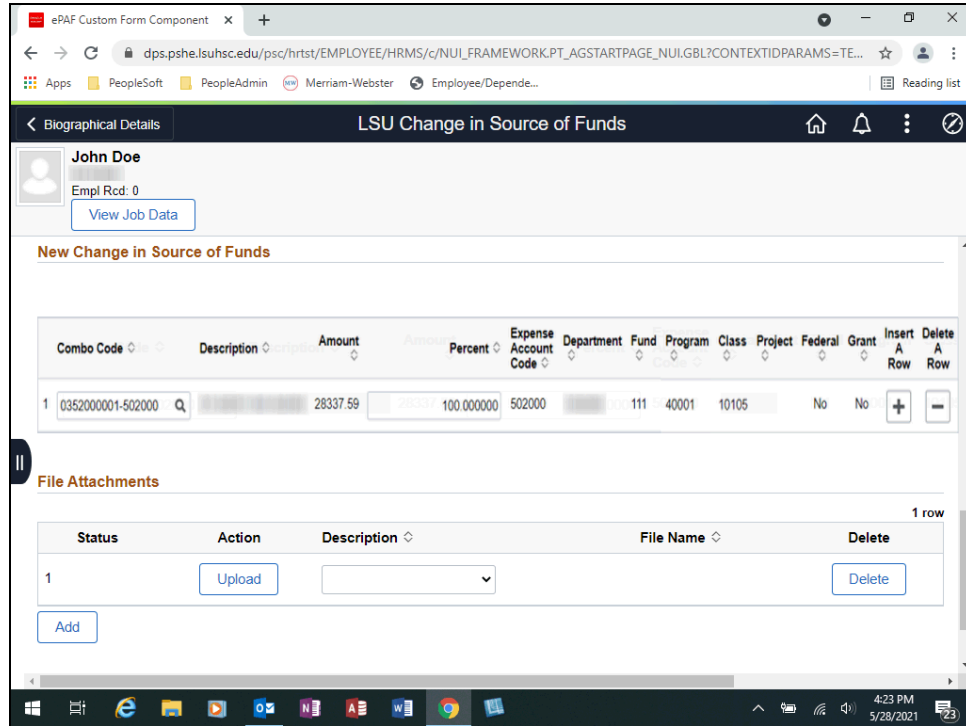 ePAF Custom Form Component
dps.pshe.lsuhsc.edu/psc/hrtst/EMPLOYEE/HRMS/c/NUI_FRAMEWORK.PT_AGSTARTPAGE_NUI.GBL?CONTEXTIDPARAMS=TE...
Apps PeopleSoft PeopleAdmin Merriam-Webster Employee/Depende... Reading list
Biographical Details LSU Change in Source of Funds
John Doe
Empl Rcd: 0
View Job Data
New Change in Source of Funds
Combo Code Description Amount Percent Expense Account Code Department Fund Program Class Project Federal Grant Insert A Row Delete A Row
1 0352000001-502000 28337.59 100.000000 502000 111 40001 10105 No No
File Attachments
1 row
Status Action Description File Name Delete
1 Upload Delete
Add
4:23 PM
5/28/2021
23